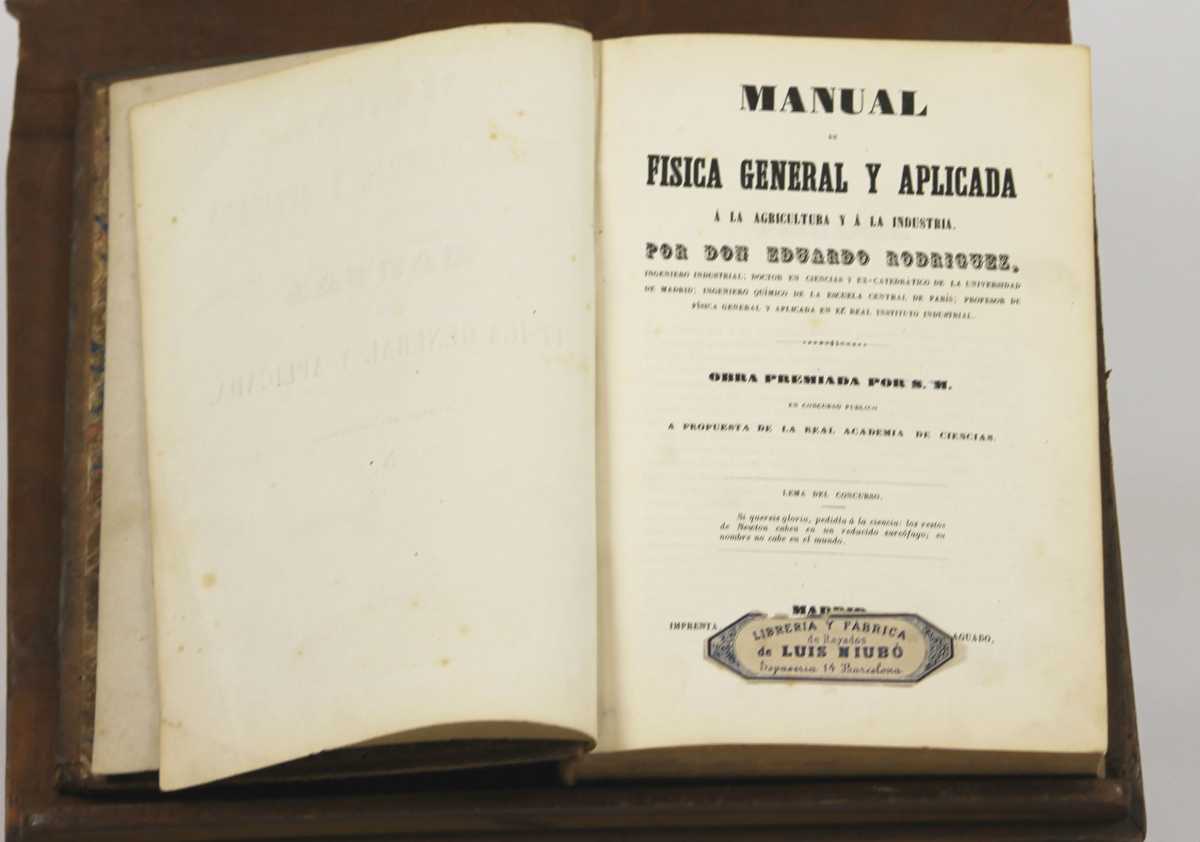 MANUAL
DE
FISICA GENERAL Y APLICADA
Á LA AGRICULTURA Y Á LA INDUSTRIA.
POR DON EDUARDO RODRIGUEZ,
INGENIERO INDUSTRIAL; DOCTOR EN CIENCIAS Y EX-CATEDRÁTICO DE LA UNIVERSIDAD
DE MADRID; INGENIERO QUÍMICO DE LA ESCUELA CENTRAL DE PARÍS; PROFESOR DE
FÍSICA GENERAL Y APLICADA EN EL REAL INSTITUTO INDUSTRIAL.
OBRA PREMIADA POR S. M.
EN CONCURSO PUBLICO
A PROPUESTA DE LA REAL ACADEMIA DE CIENCIAS.
LEMA DEL CONCURSO.
Si quereis gloria, pedidla á la ciencia: los restos
de Newton caben en un reducido sarcófago; su
nombre no cabe en el mundo.
MADRID
IMPRENTA AGUADO,
LIBRERIA Y FÁBRICA
de Rayados
de LUIS NIUBÓ
14 Barcelona